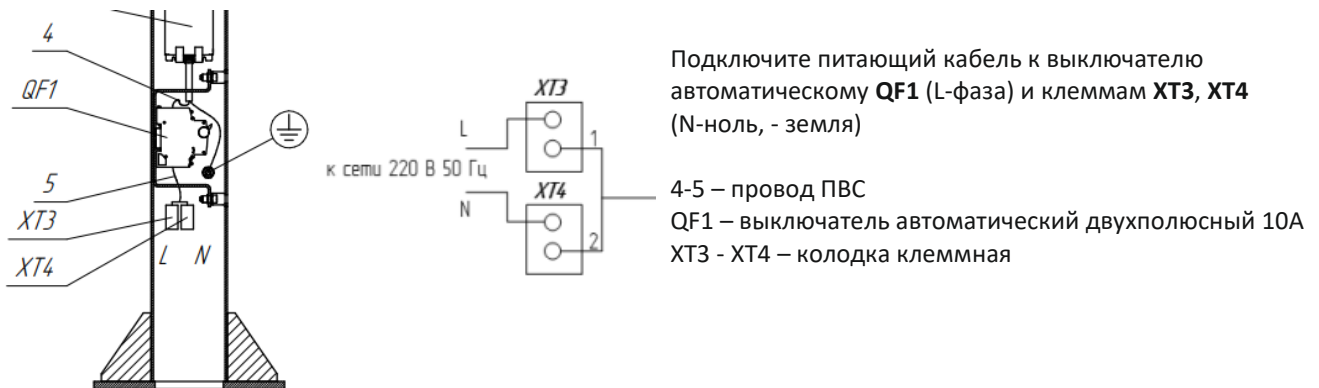 4
QF1
5
XT3
XT4
L N
XT3
L
1
к сети 220 В 50 Гц
XT4
N
2
Подключите питающий кабель к выключателю
автоматическому QF1 (L-фаза) и клеммам XT3, XT4
(N-ноль, - земля)
4-5 – провод ПВС
QF1 – выключатель автоматический двухполюсный 10А
XT3 - XT4 – колодка клеммная